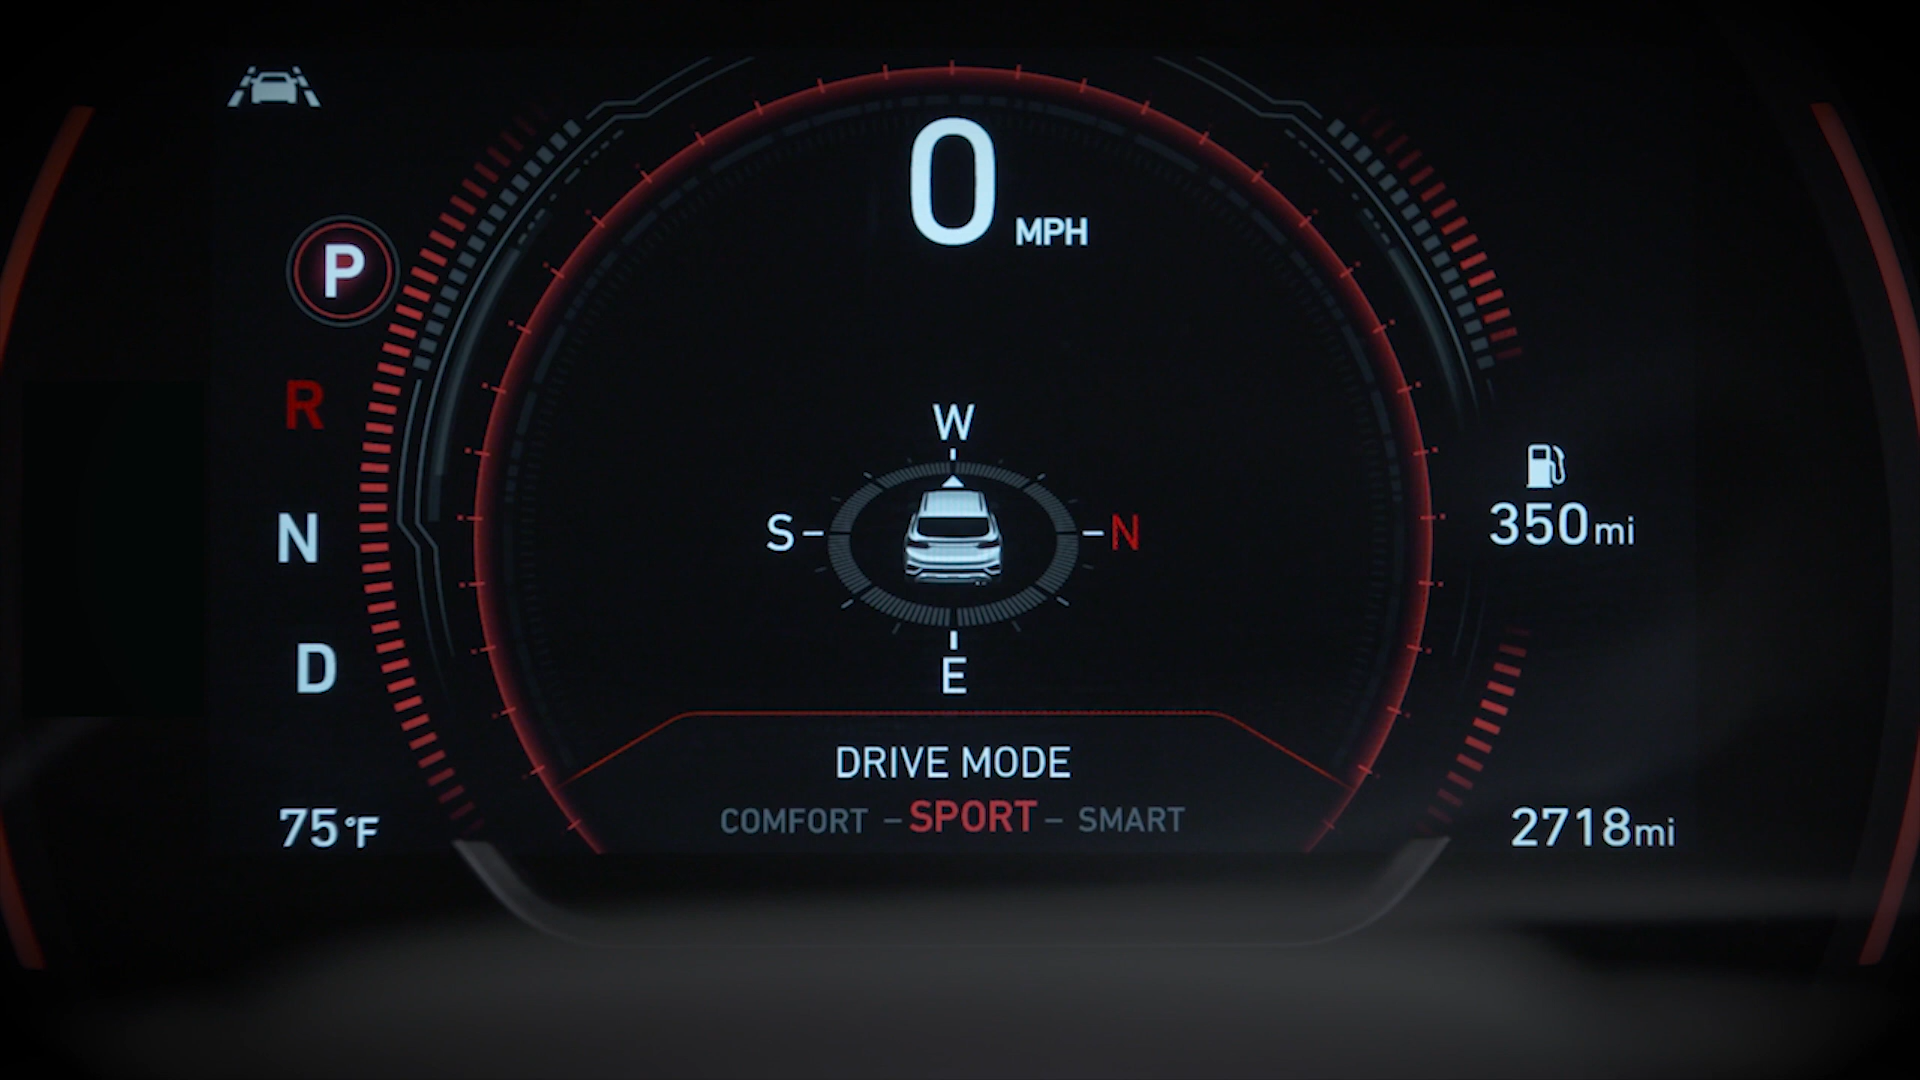 0 MPH
P
R
W
S N
350mi
N
D
E
DRIVE MODE
COMFORT – SPORT – SMART
75°F
2718mi